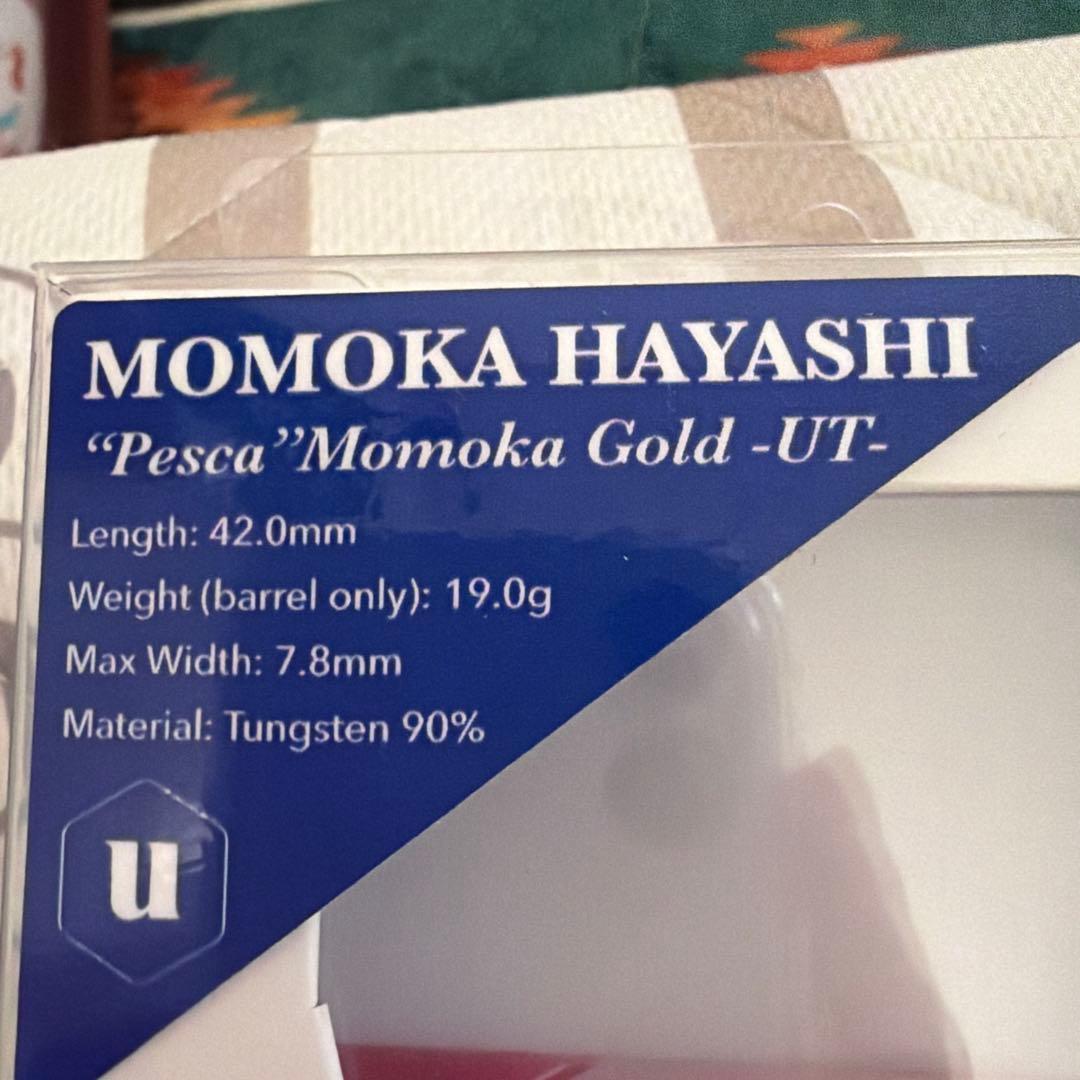 MOMOKA HAYASHI
“Pesca”Momoka Gold -UT-
Length: 42.0mm
Weight (barrel only): 19.0g
Max Width: 7.8mm
Material: Tungsten 90%
u